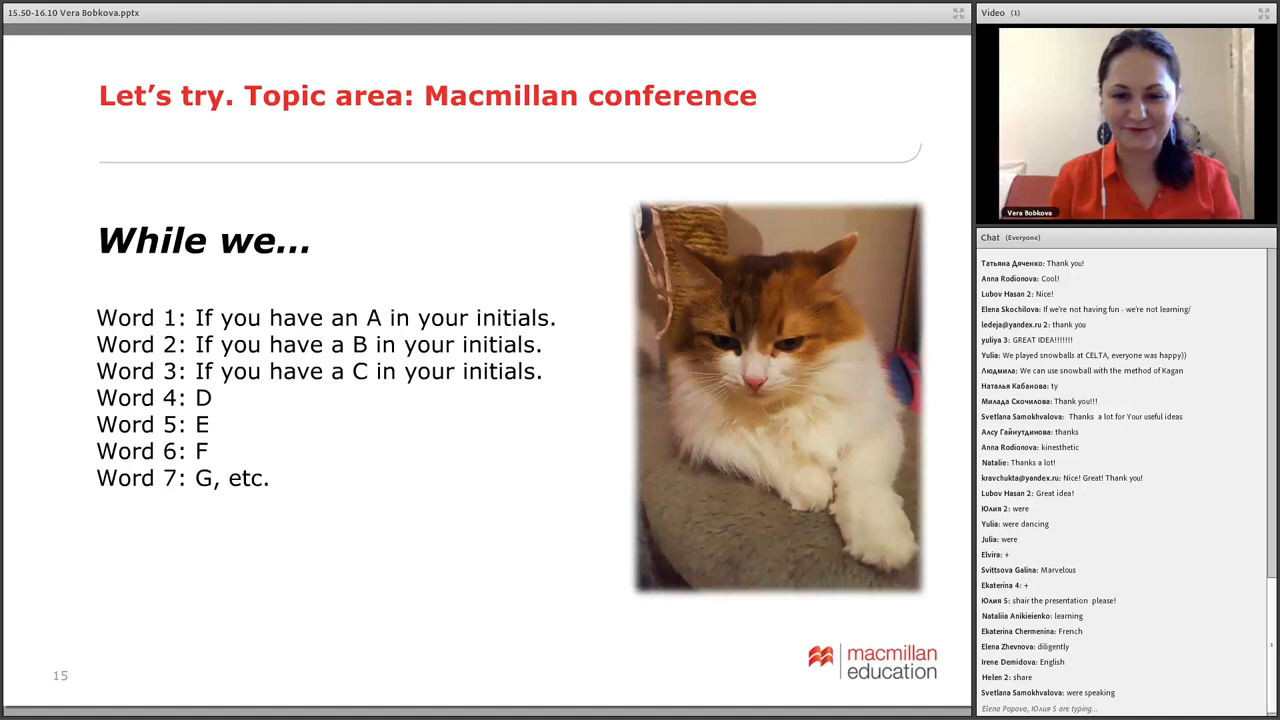 15.50-16.10 Vera Bobkova.pptx
Let’s try. Topic area: Macmillan conference
While we…
Word 1: If you have an A in your initials.
Word 2: If you have a B in your initials.
Word 3: If you have a C in your initials.
Word 4: D
Word 5: E
Word 6: F
Word 7: G, etc.
15
macmillan
education
Video (1)
Vera Bobkova
Chat (Everyone)
Татьяна Дяченко: Thank you!
Anna Rodionova: Cool!
Lubov Hasan 2: Nice!
Elena Skochilova: If we're not having fun - we're not learning/
ledeja@yandex.ru 2: thank you
yuliya 3: GREAT IDEA!!!!!!!
Yulia: We played snowballs at CELTA, everyone was happy))
Людмила: We can use snowball with the method of Kagan
Наталья Кабанова: ty
Милада Скочилова: Thank you!!!
Svetlana Samokhvalova: Thanks a lot for Your useful ideas
Алсу Гайнутдинова: thanks
Anna Rodionova: kinesthetic
Natalie: Thanks a lot!
kravchukta@yandex.ru: Nice! Great! Thank you!
Lubov Hasan 2: Great idea!
Юлия 2: were
Yulia: were dancing
Julia: were
Elvira: +
Svittsova Galina: Marvelous
Ekaterina 4: +
Юлия 5: shair the presentation please!
Nataliia Anikieienko: learning
Ekaterina Chermenina: French
Elena Zhevnova: diligently
Irene Demidova: English
Helen 2: share
Svetlana Samokhvalova: were speaking
Elena Popova, Юлия 5 are typing...